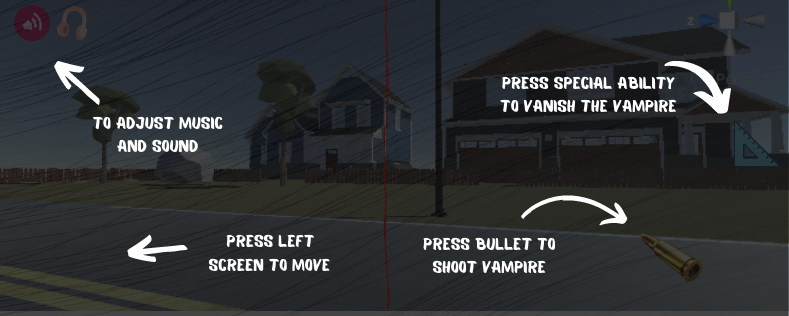 TO ADJUST MUSIC
AND SOUND
PRESS SPECIAL ABILITY
TO VANISH THE VAMPIRE
PRESS LEFT
SCREEN TO MOVE
PRESS BULLET TO
SHOOT VAMPIRE
Z